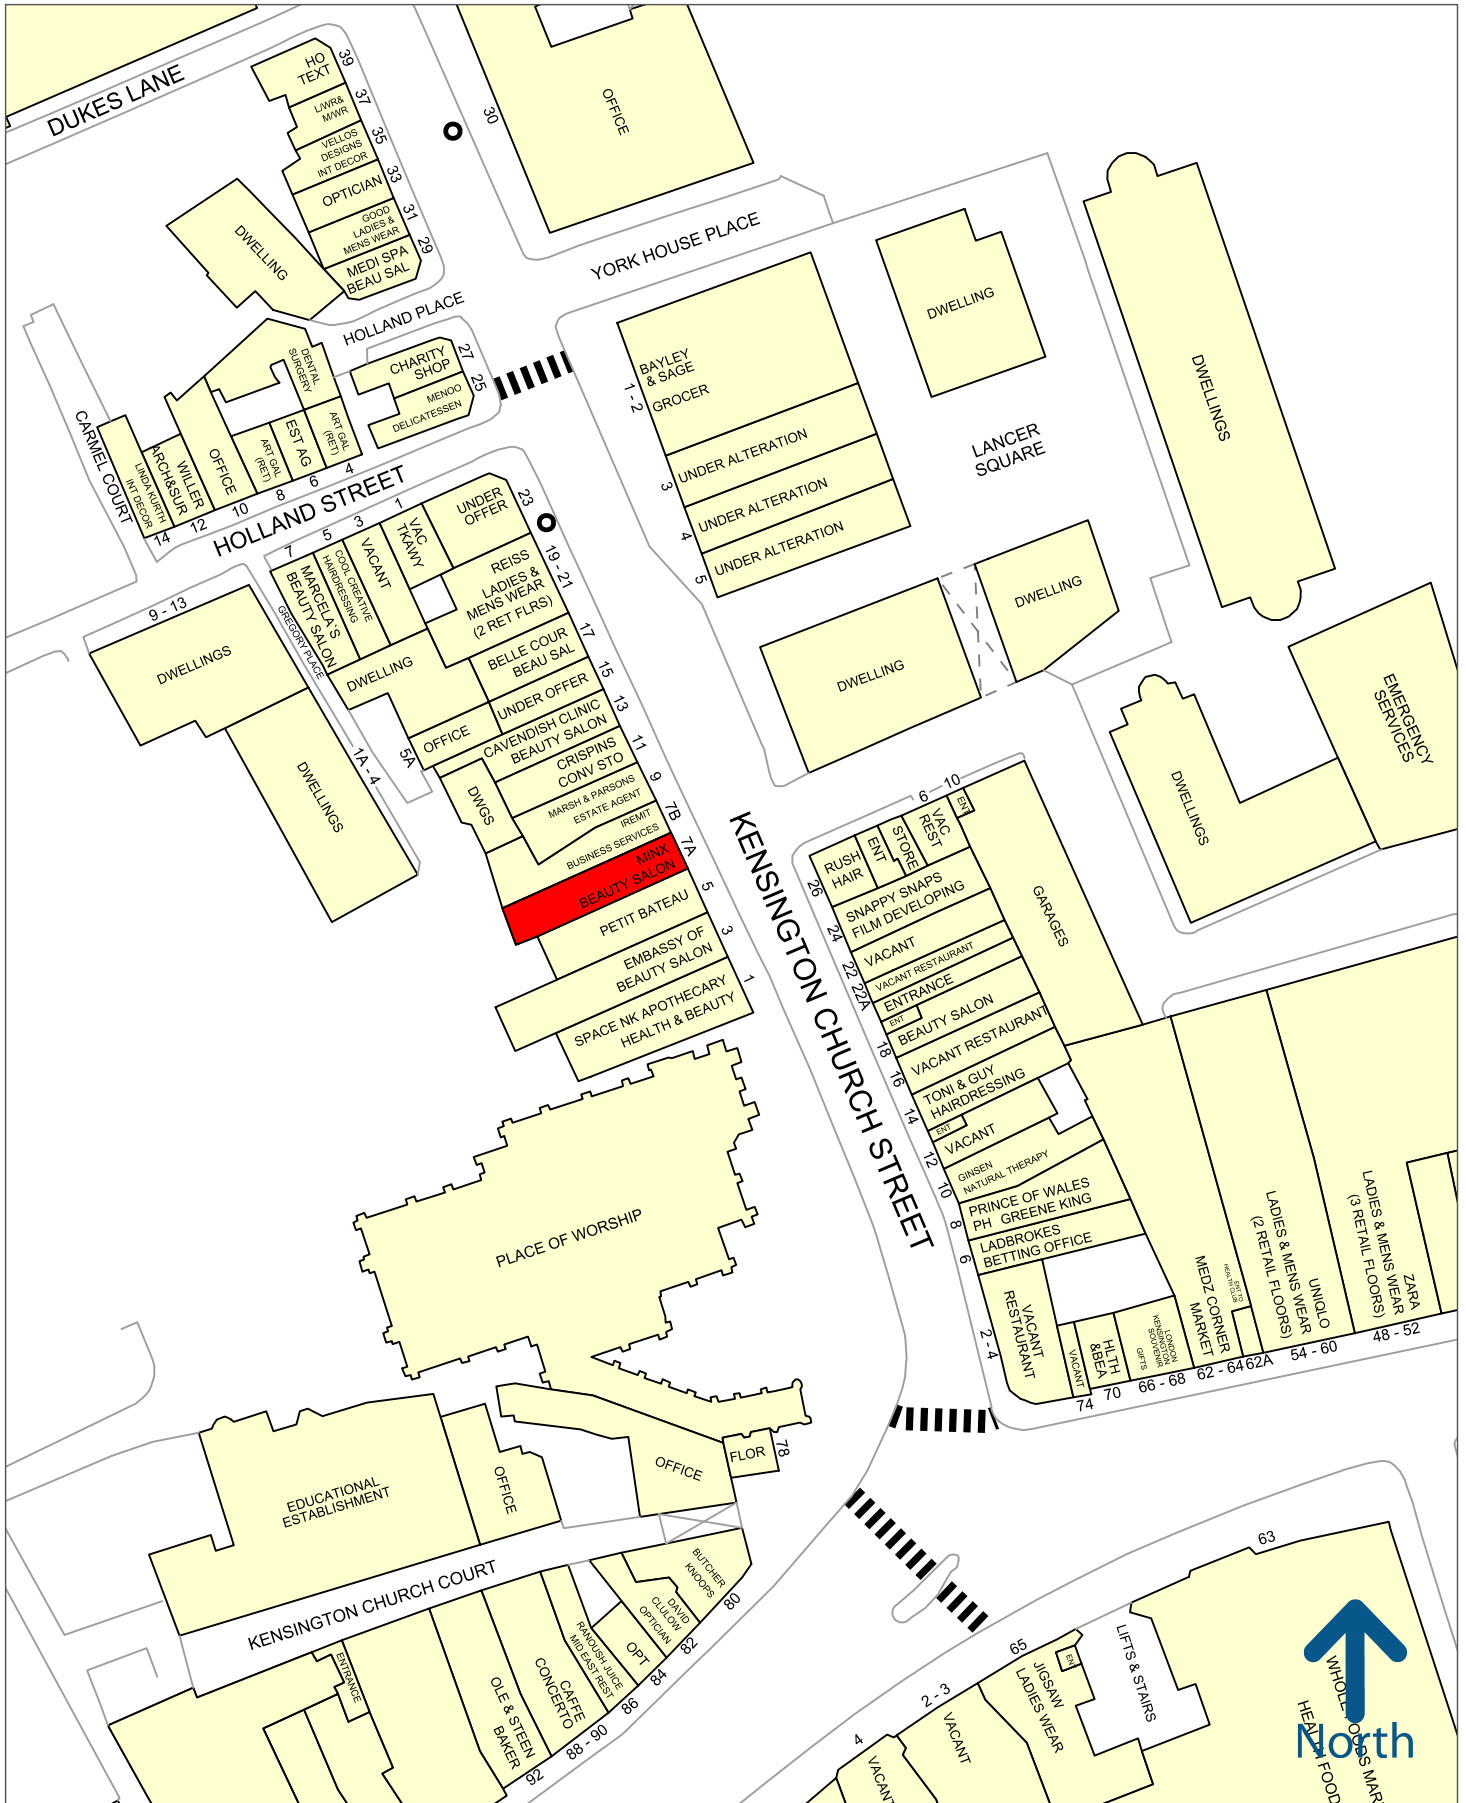 DUKES LANE
HO
TEXT
39
L/WR&
M/WR
37
VELLOS
DESIGNS
INT DECOR
35
OPTICIAN
33
GOOD
LADIES &
MENS WEAR
31
MEDI SPA
BEAU SAL
29
30
OFFICE
DWELLING
YORK HOUSE PLACE
HOLLAND PLACE
CHARITY
SHOP
27
MENOO
DELICATESSEN
25
DENTAL
SURGERY
CARMEL COURT
LINDA KURTH
INT DECOR
14
ARCH&SUR
WILLER
12
OFFICE
10
ART GAL
(RET)
8
EST AG
6
ART GAL
(RET)
4
HOLLAND STREET
BAYLEY
& SAGE
GROCER
1 - 2
UNDER ALTERATION
3
UNDER ALTERATION
4
UNDER ALTERATION
5
DWELLING
LANCER
SQUARE
DWELLINGS
DWELLING
DWELLING
EMERGENCY
SERVICES
DWELLINGS
9 - 13
DWELLINGS
GREGORY PLACE
DWELLINGS
1A - 4
7
MARCELA`S
BEAUTY SALON
5
COOL CREATIVE
HAIRDRESSING
3
VACANT
1
VAC
TKAWY
UNDER
OFFER
23
REISS
LADIES &
MENS WEAR
(2 RET FLRS)
19 - 21
DWELLING
BELLE COUR
BEAU SAL
17
UNDER OFFER
15
OFFICE
5A
CAVENDISH CLINIC
BEAUTY SALON
13
CRISPINS
CONV STO
11
DWGS
MARSH & PARSONS
ESTATE AGENT
9
IREMIT
BUSINESS SERVICES
7B
MINX
BEAUTY SALON
7A
PETIT BATEAU
5
EMBASSY OF
BEAUTY SALON
3
SPACE NK APOTHECARY
HEALTH & BEAUTY
1
KENSINGTON CHURCH STREET
6 - 10
RUSH
HAIR
26
ENT
STORE
VAC
REST
ENT
GARAGES
SNAPPY SNAPS
FILM DEVELOPING
24
VACANT
22
VACANT RESTAURANT
22A
ENTRANCE
ENT
BEAUTY SALON
18
VACANT RESTAURANT
16
TONI & GUY
HAIRDRESSING
14
ENT
VACANT
12
GINSEN
NATURAL THERAPY
10
PRINCE OF WALES
PH GREENE KING
8
LADBROKES
BETTING OFFICE
6
VACANT
RESTAURANT
2 - 4
VACANT
74
HLTH
&BEA
70
LONDON
KENSINGTON
SOUVENIR
GIFTS
66 - 68
MEDZ CORNER
MARKET
62 - 64
ENT TO
HEALTH CLUB
62A
UNIQLO
LADIES & MENS WEAR
(2 RETAIL FLOORS)
54 - 60
ZARA
LADIES & MENS WEAR
(3 RETAIL FLOORS)
48 - 52
PLACE OF WORSHIP
EDUCATIONAL
ESTABLISHMENT
OFFICE
OFFICE
FLOR
78
KENSINGTON CHURCH COURT
BUTCHER
KNOOPS
80
DAVID
CLULOW
OPTICIAN
82
OPT
84
RANOUSH JUICE
MID EAST REST
86
CAFFE
CONCERTO
88 - 90
OLE & STEEN
BAKER
92
ENTRANCE
63
65
JIGSAW
LADIES WEAR
ENT
LIFTS & STAIRS
2 - 3
VACANT
4
VACANT
WHOLE FOODS MAR
HEALTH FOOD
North